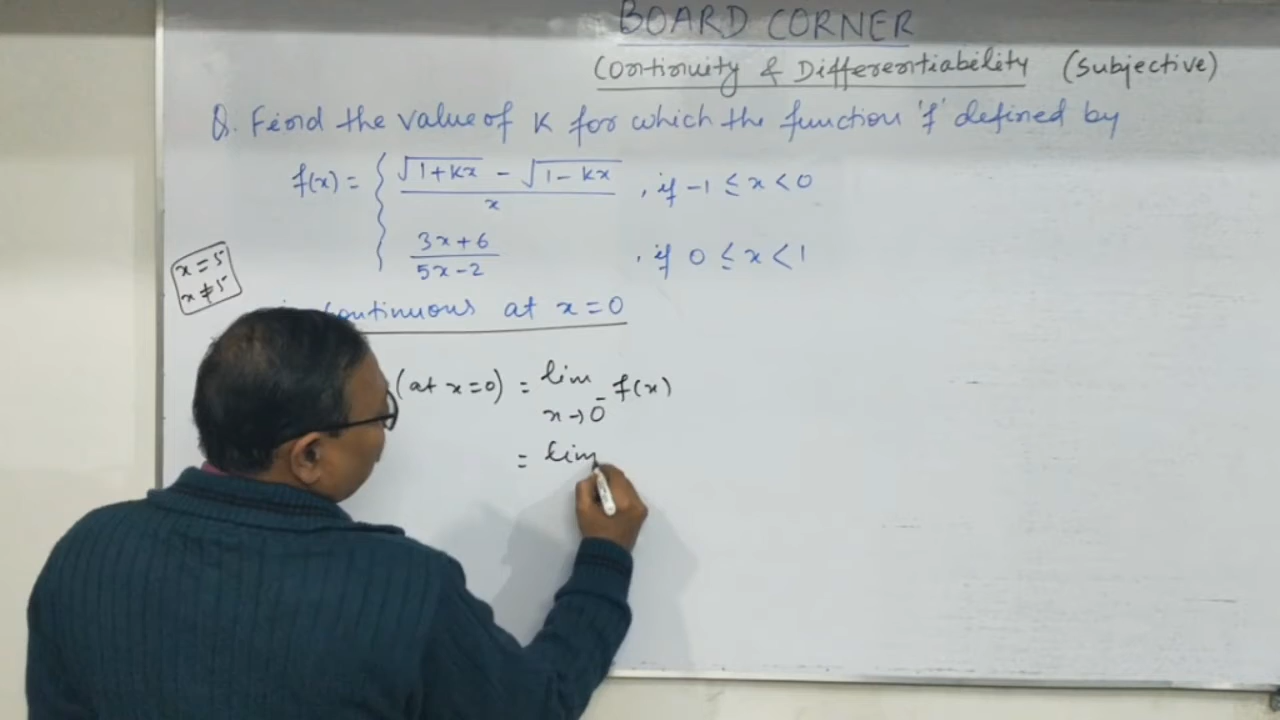 BOARD CORNER
Continuity & Differentiability (Subjective)
Q. Find the value of K for which the function 'f' defined by
f(x) = { √1+kx - √1-kx / x , if -1 ≤ x < 0
3x+6 / 5x-2 , if 0 ≤ x < 1
x = 5
x ≠ 5
continuous at x = 0
(at x=0) = lim x→0⁻ f(x)
= lim